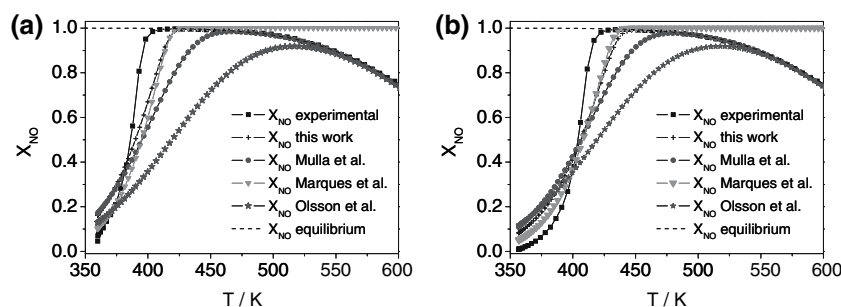 (a)
1.0
0.8
0.6
0.4
0.2
0.0
X_NO
X_NO experimental
X_NO this work
X_NO Mulla et al.
X_NO Marques et al.
X_NO Olsson et al.
X_NO equilibrium
350 400 450 500 550 600
T / K
(b)
1.0
0.8
0.6
0.4
0.2
0.0
X_NO
X_NO experimental
X_NO this work
X_NO Mulla et al.
X_NO Marques et al.
X_NO Olsson et al.
X_NO equilibrium
350 400 450 500 550 600
T / K